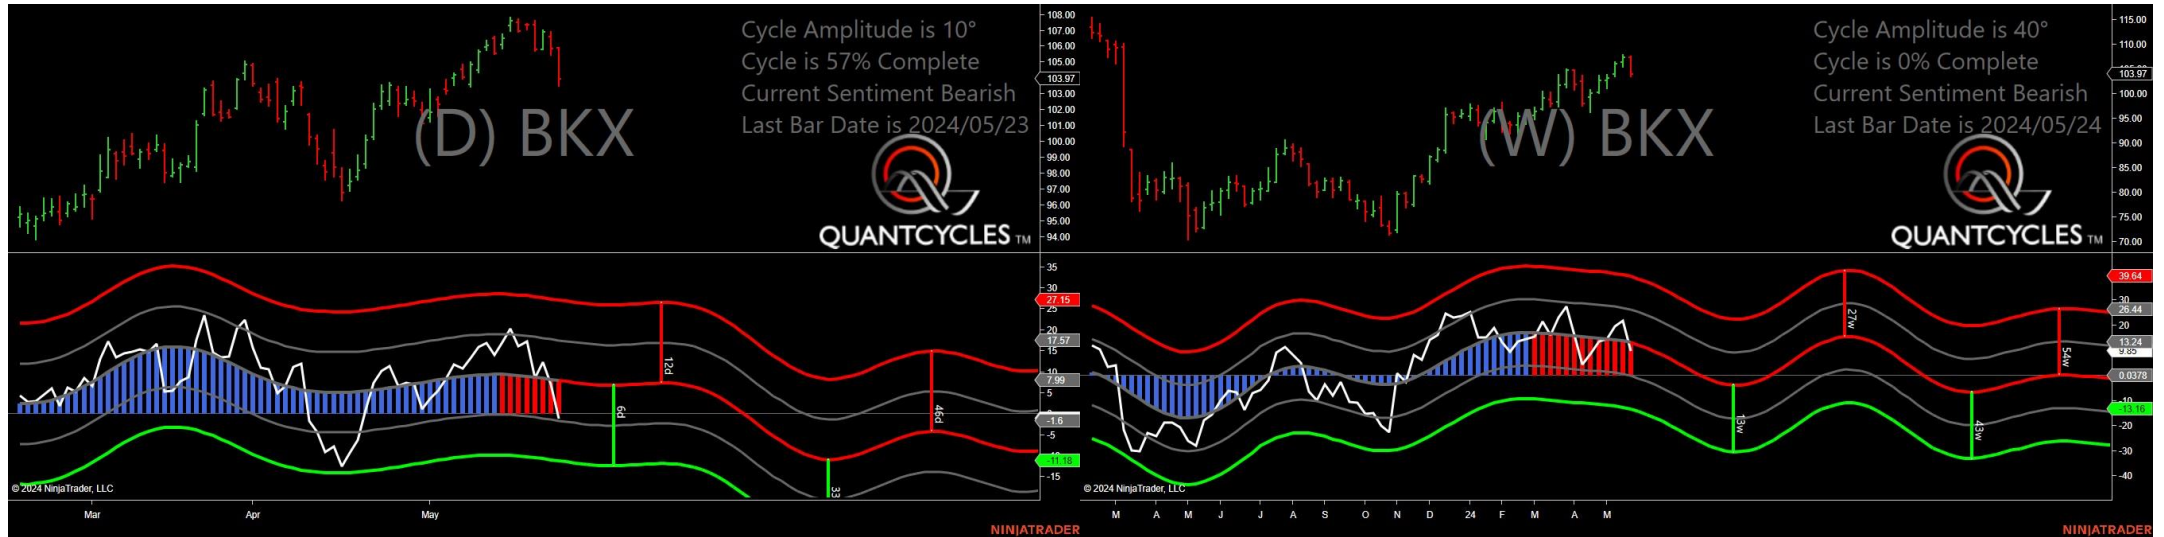 Cycle Amplitude is 10°
Cycle is 57% Complete
Current Sentiment Bearish
Last Bar Date is 2024/05/23
(D) BKX
QUANTCYCLES TM
108.00
107.00
106.00
105.00
103.97
103.00
102.00
101.00
100.00
99.00
98.00
97.00
96.00
95.00
94.00
35
30
27.15
25
20
17.57
15
10
7.99
5
-1.6
-5
-11.18
-15
12d
6d
46d
33
© 2024 NinjaTrader, LLC
Mar Apr May
NINJATRADER
Cycle Amplitude is 40°
Cycle is 0% Complete
Current Sentiment Bearish
Last Bar Date is 2024/05/24
(W) BKX
QUANTCYCLES TM
115.00
110.00
103.97
100.00
95.00
90.00
85.00
80.00
75.00
70.00
39.64
30
26.44
20
13.24
9.85
0.0378
-13.16
-20
-30
-40
27w
54w
13w
43w
© 2024 NinjaTrader, LLC
M A M J J A S O N D 24 F M A M
NINJATRADER